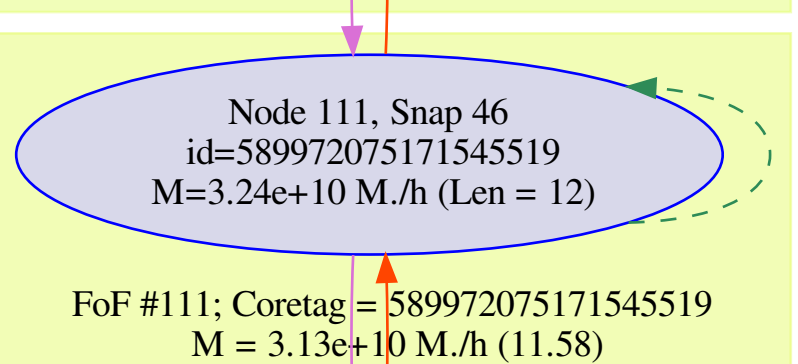 Node 111, Snap 46
id=589972075171545519
M=3.24e+10 M./h (Len = 12)
FoF #111; Coretag = 589972075171545519
M = 3.13e+10 M./h (11.58)